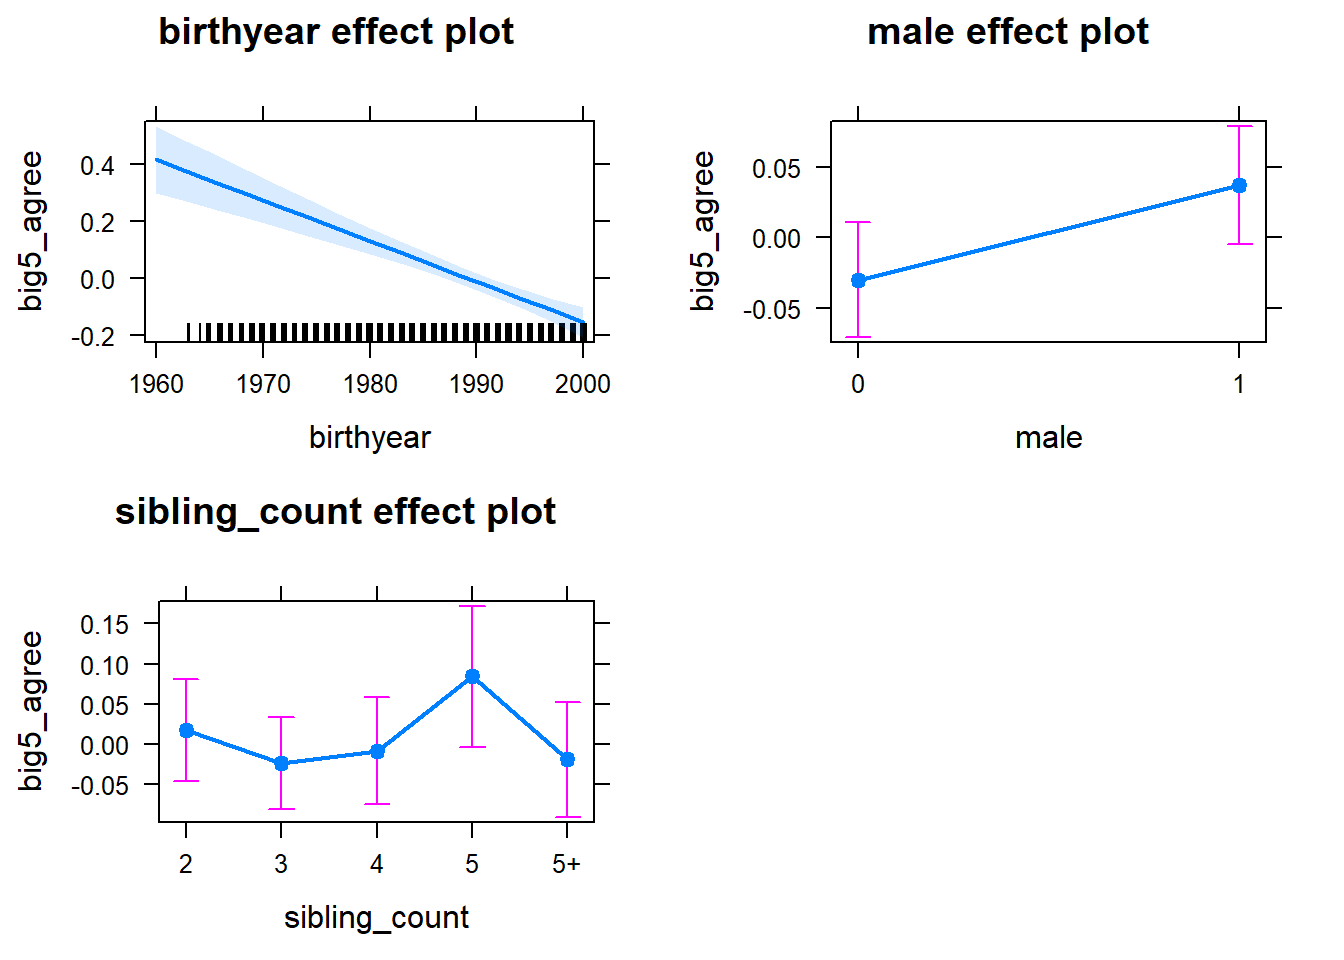 birthyear effect plot
big5_agree
0.4
0.2
0.0
-0.2
1960 1970 1980 1990 2000
birthyear
male effect plot
big5_agree
0.05
0.00
-0.05
0 1
male
sibling_count effect plot
big5_agree
0.15
0.10
0.05
0.00
-0.05
2 3 4 5 5+
sibling_count